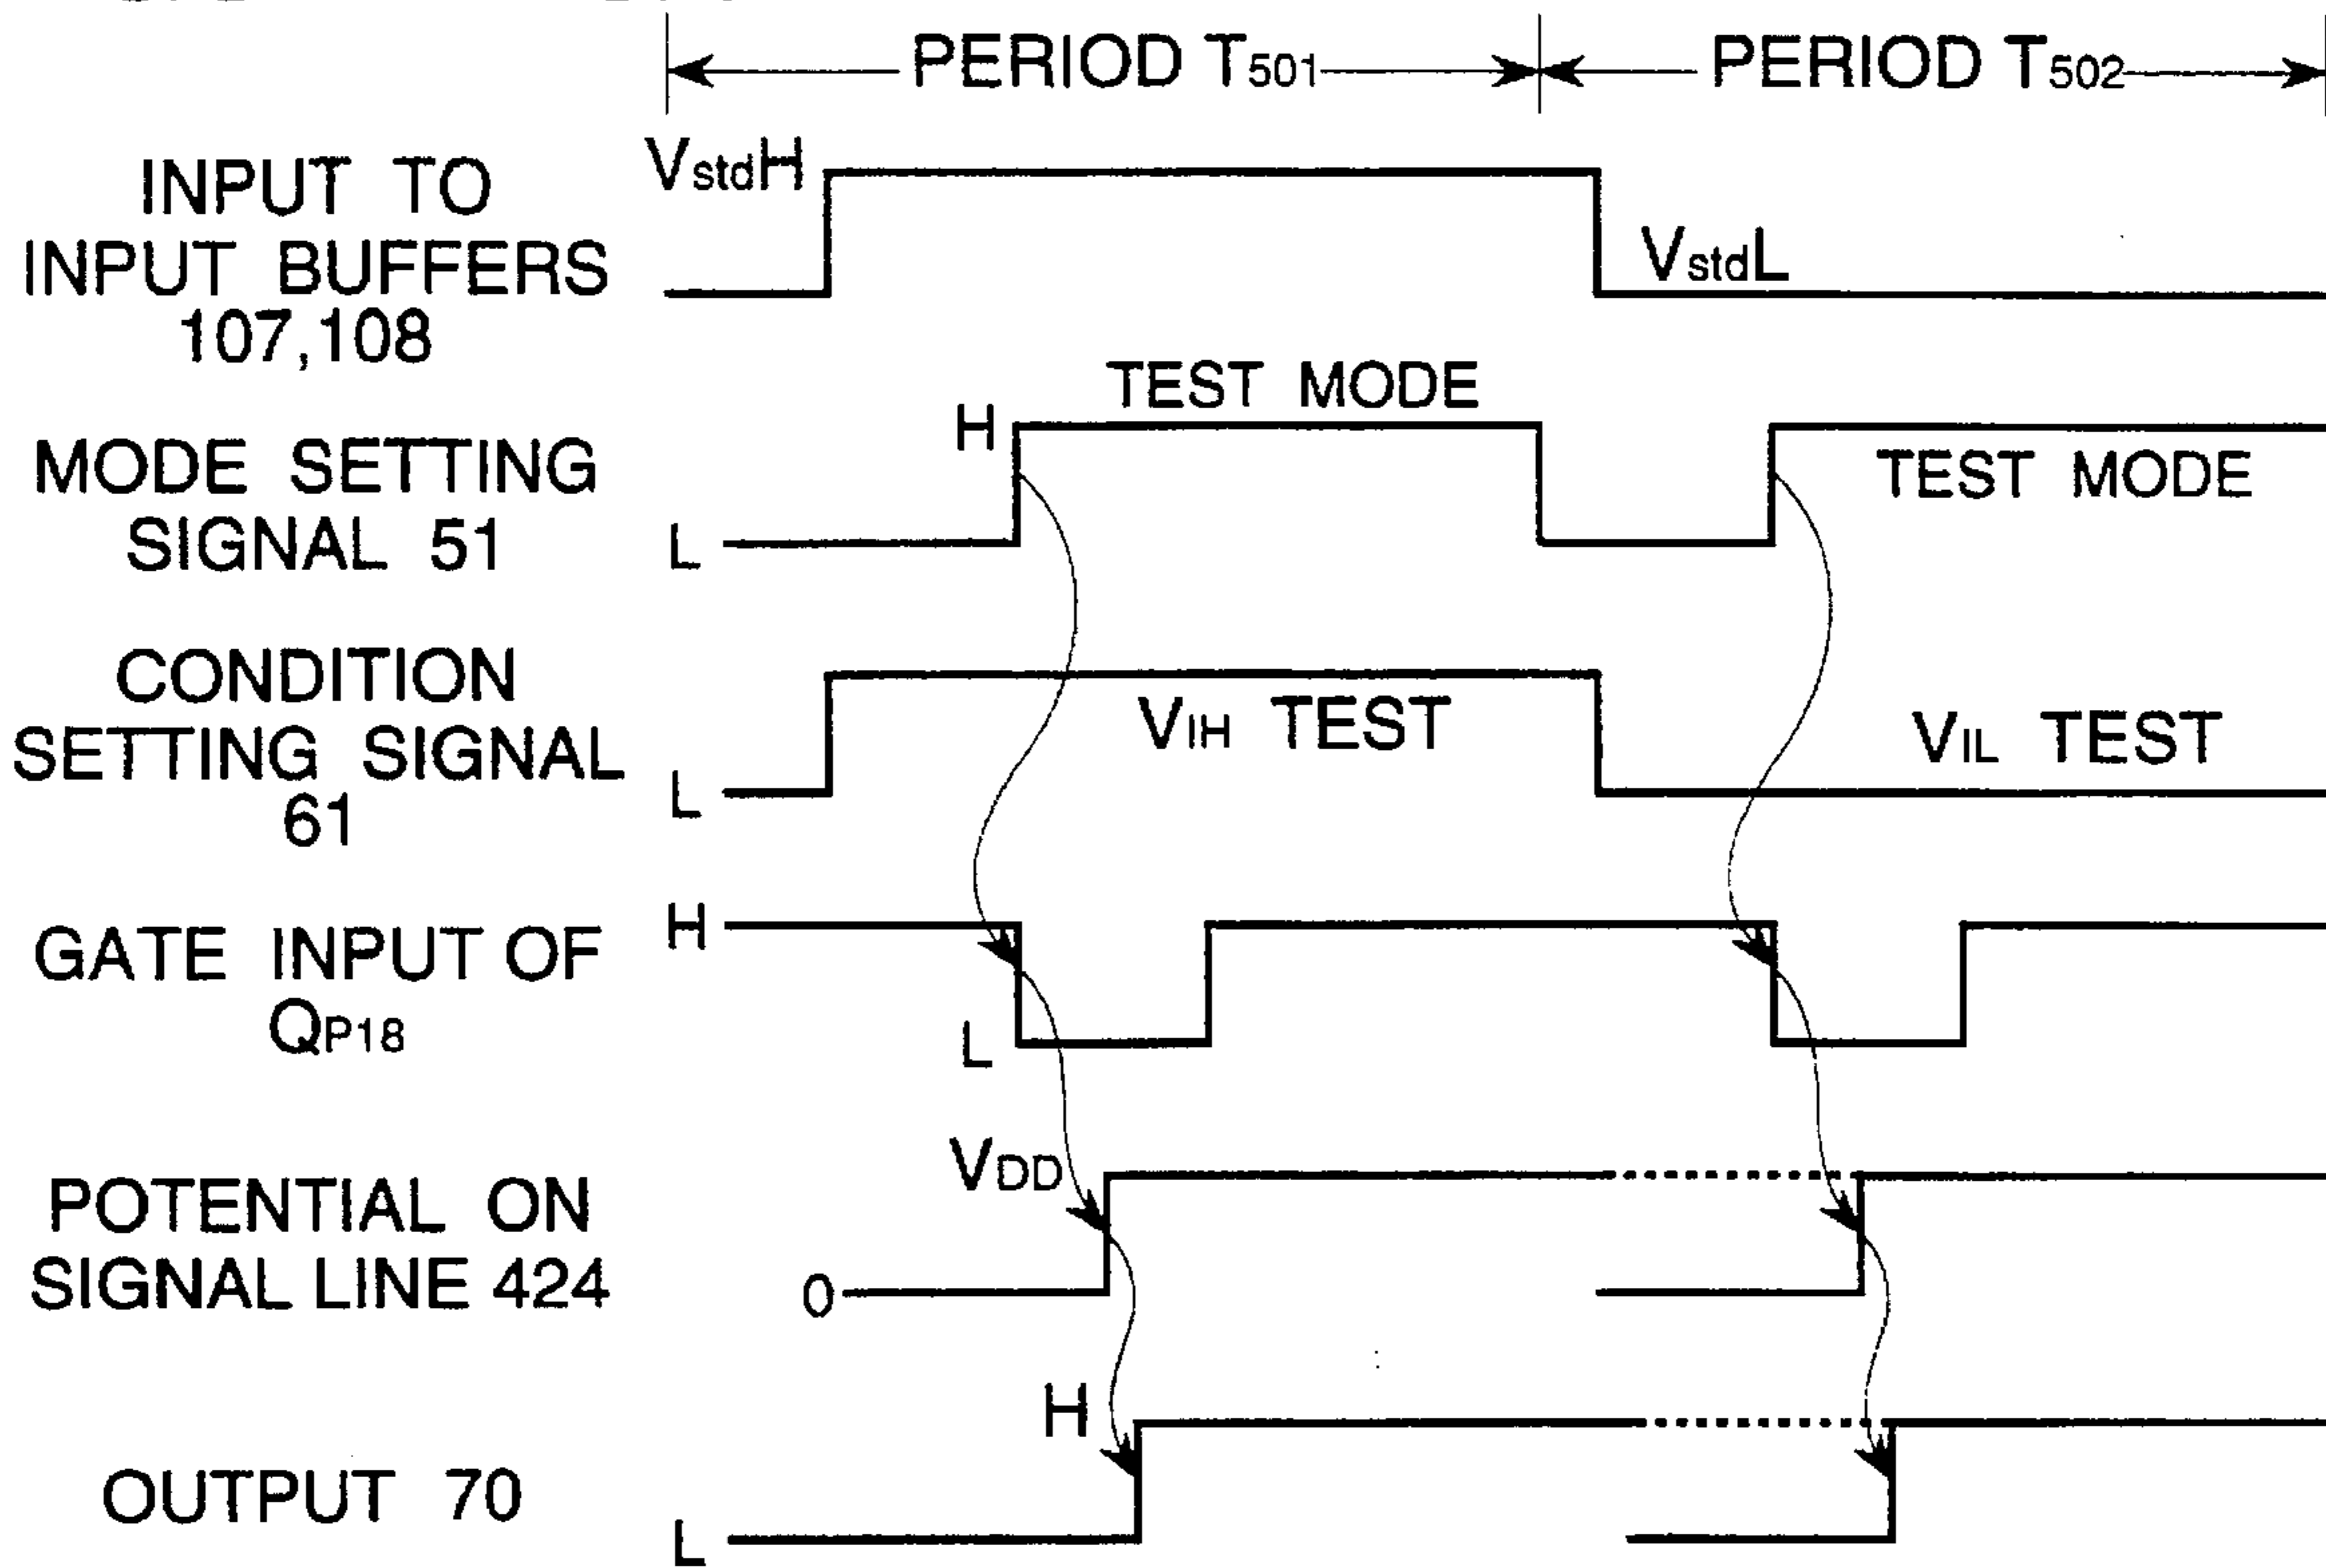 PERIOD T501
PERIOD T502
INPUT TO
INPUT BUFFERS
107,108
VstdH
VstdL
MODE SETTING
SIGNAL 51
H
L
TEST MODE
TEST MODE
CONDITION
SETTING SIGNAL
61
L
VIH TEST
VIL TEST
GATE INPUT OF
QP18
H
L
POTENTIAL ON
SIGNAL LINE 424
VDD
0
OUTPUT 70
H
L